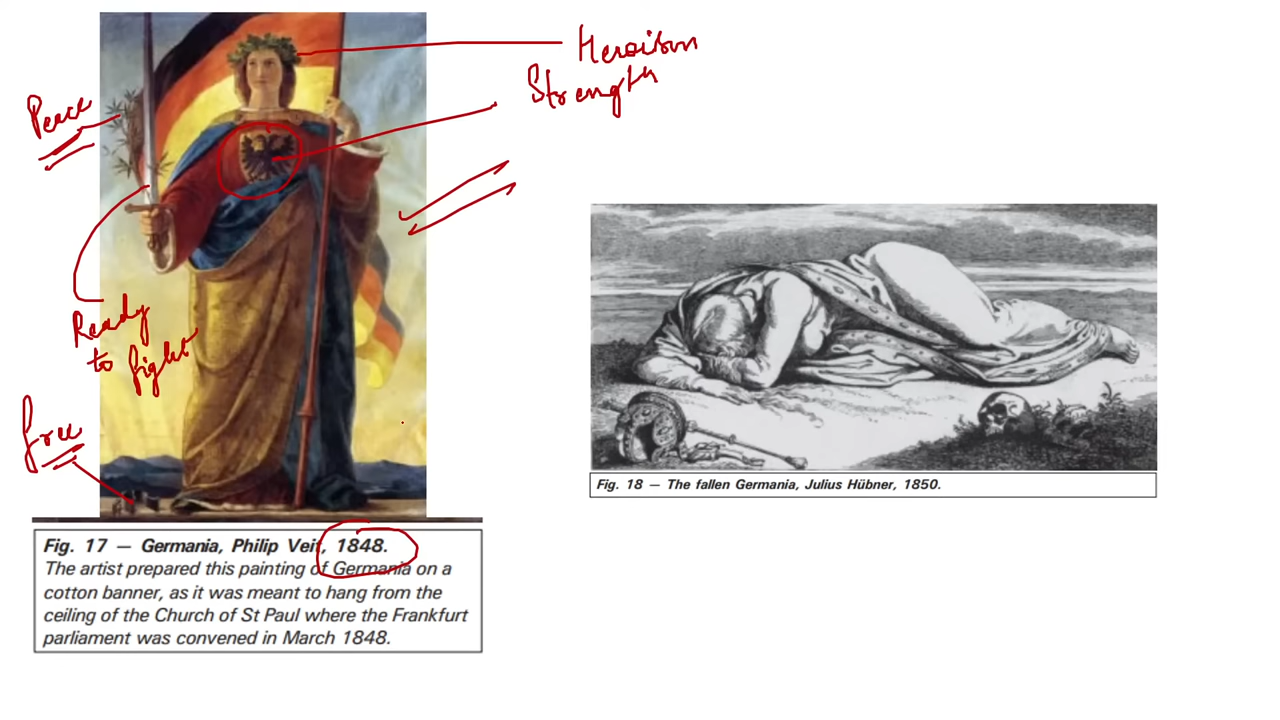 Heroism
Strength
Peace
Ready
to fight
free
Fig. 17 — Germania, Philip Veit, 1848.
The artist prepared this painting of Germania on a
cotton banner, as it was meant to hang from the
ceiling of the Church of St Paul where the Frankfurt
parliament was convened in March 1848.
Fig. 18 — The fallen Germania, Julius Hübner, 1850.